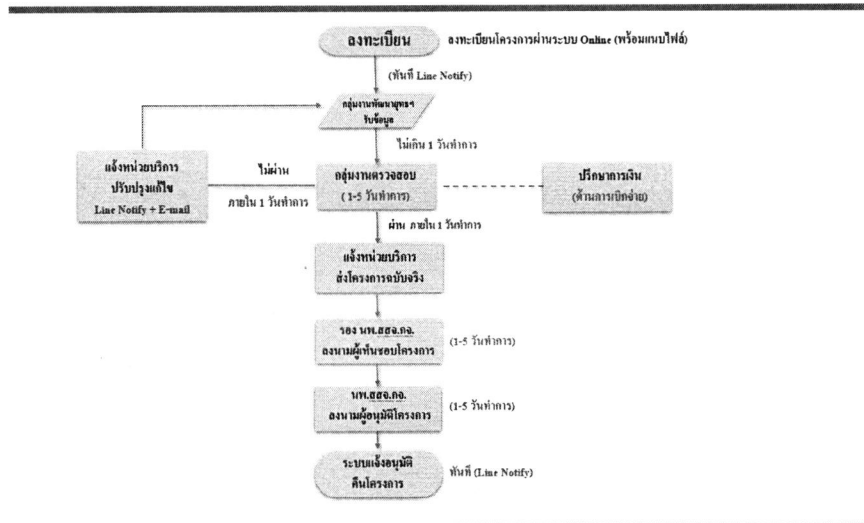 ลงทะเบียน
ลงทะเบียนโครงการผ่านระบบ Online (พร้อมแนบไฟล์)
(ทันที Line Notify)
กลุ่มงานพัฒนายุทธฯ
รับข้อมูล
ไม่เกิน 1 วันทำการ
แจ้งหน่วยบริการ
ปรับปรุงแก้ไข
Line Notify + E-mail
ไม่ผ่าน
ภายใน 1 วันทำการ
กลุ่มงานตรวจสอบ
(1-5 วันทำการ)
ปรึกษาการเงิน
(ด้านการเบิกจ่าย)
ผ่าน ภายใน 1 วันทำการ
แจ้งหน่วยบริการ
ส่งโครงการฉบับจริง
รอง นพ.สสจ.กจ.
ลงนามผู้เห็นชอบโครงการ
(1-5 วันทำการ)
นพ.สสจ.กจ.
ลงนามผู้อนุมัติโครงการ
(1-5 วันทำการ)
ระบบแจ้งอนุมัติ
คืนโครงการ
ทันที (Line Notify)